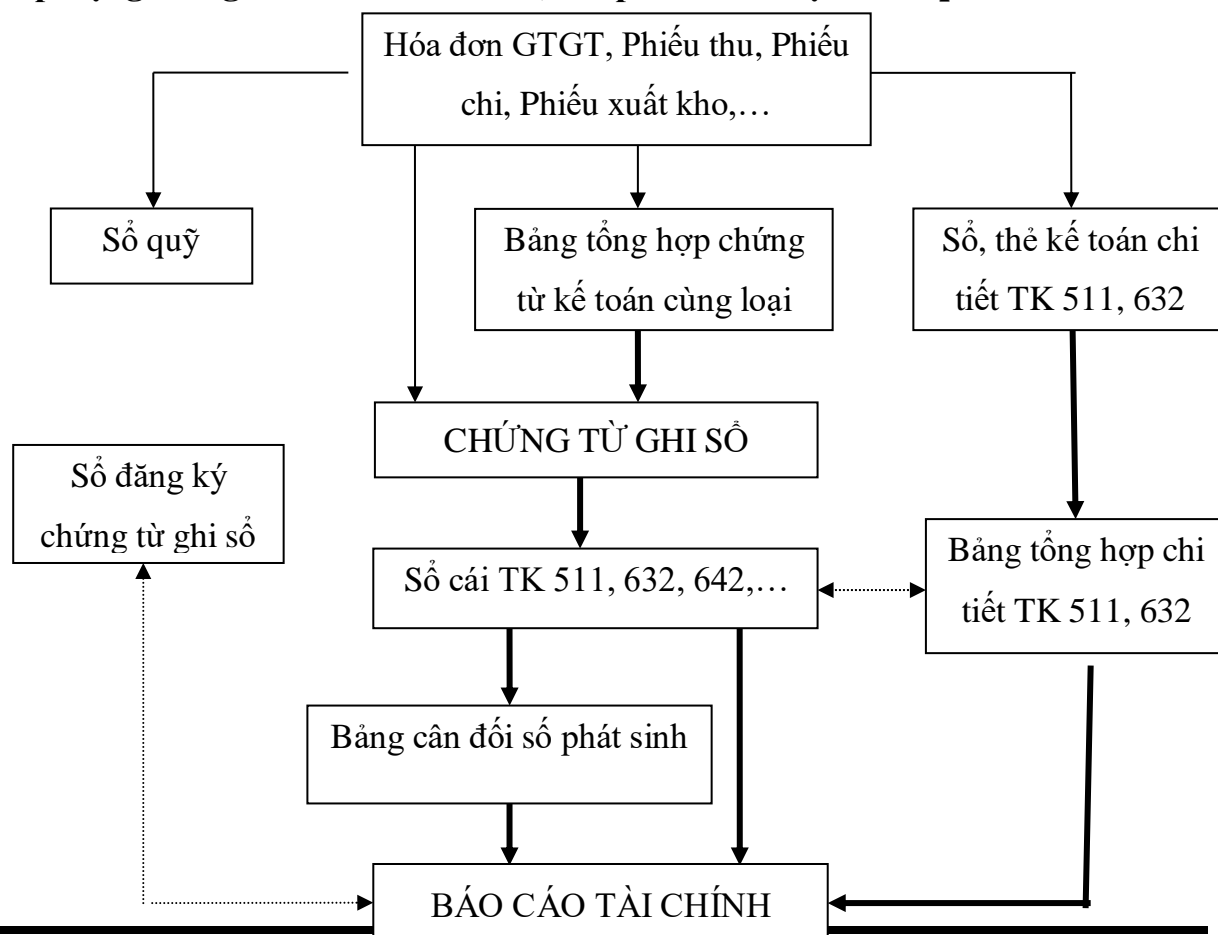 Hóa đơn GTGT, Phiếu thu, Phiếu
chi, Phiếu xuất kho,…
Sổ quỹ
Bảng tổng hợp chứng
từ kế toán cùng loại
Sổ, thẻ kế toán chi
tiết TK 511, 632
CHỨNG TỪ GHI SỔ
Sổ đăng ký
chứng từ ghi sổ
Sổ cái TK 511, 632, 642,…
Bảng tổng hợp chi
tiết TK 511, 632
Bảng cân đối số phát sinh
BÁO CÁO TÀI CHÍNH